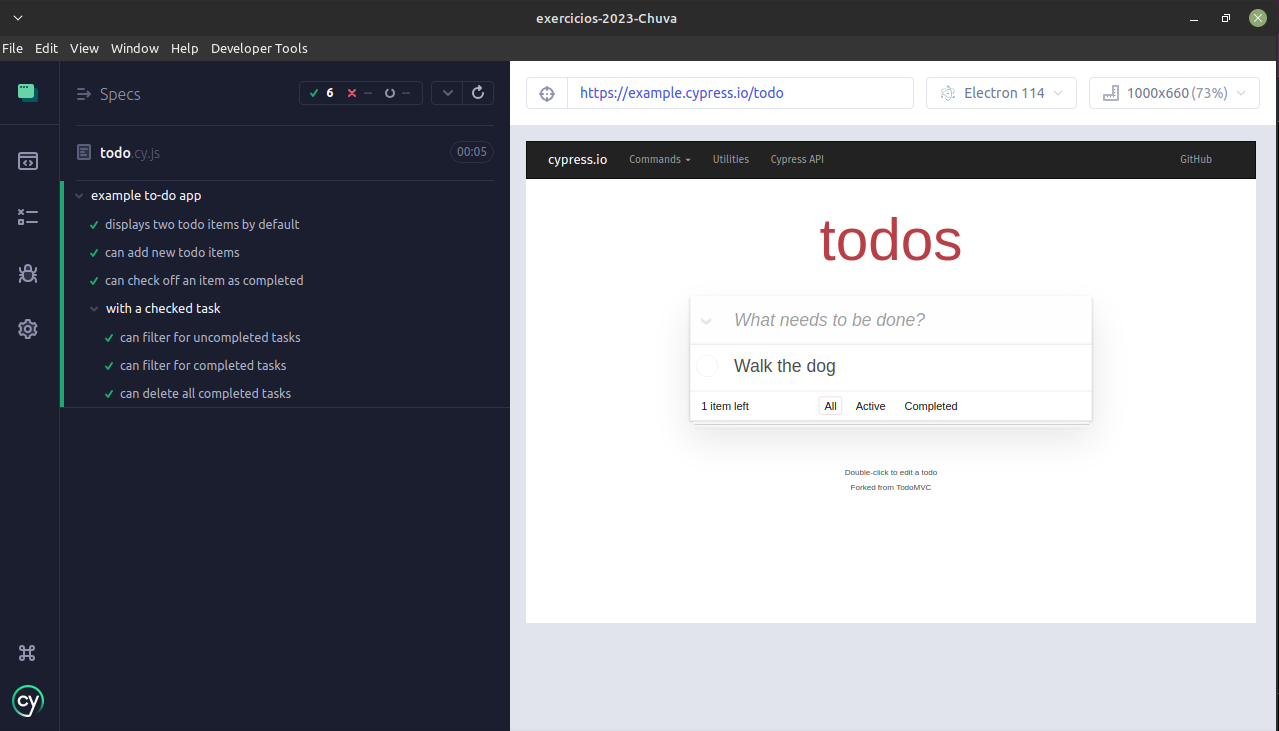 exercicios-2023-Chuva
File Edit View Window Help Developer Tools
Specs
6 -- --
todo.cy.js 00:05
example to-do app
displays two todo items by default
can add new todo items
can check off an item as completed
with a checked task
can filter for uncompleted tasks
can filter for completed tasks
can delete all completed tasks
cy
https://example.cypress.io/todo
Electron 114
1000x660 (73%)
cypress.io Commands Utilities Cypress API GitHub
todos
What needs to be done?
Walk the dog
1 item left All Active Completed
Double-click to edit a todo
Forked from TodoMVC